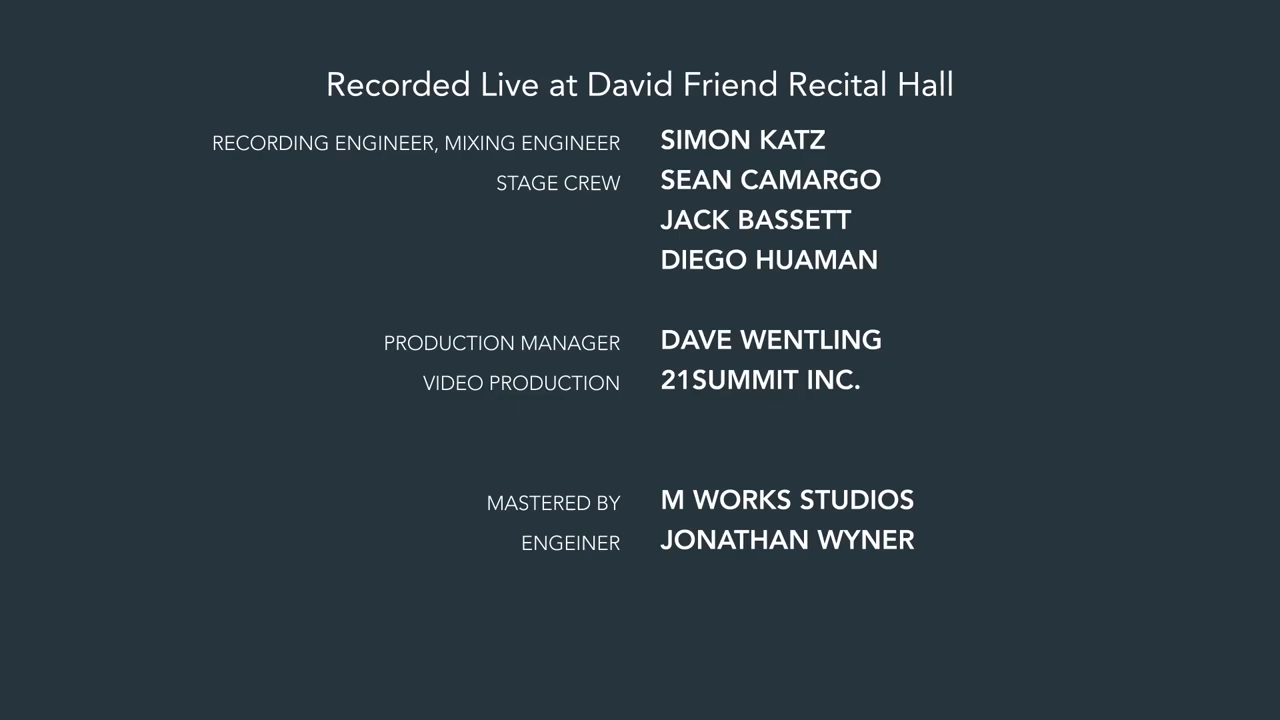 Recorded Live at David Friend Recital Hall
RECORDING ENGINEER, MIXING ENGINEER SIMON KATZ
STAGE CREW SEAN CAMARGO
JACK BASSETT
DIEGO HUAMAN
PRODUCTION MANAGER DAVE WENTLING
VIDEO PRODUCTION 21SUMMIT INC.
MASTERED BY M WORKS STUDIOS
ENGEINER JONATHAN WYNER